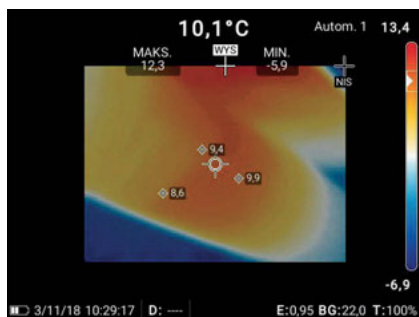 10,1°C Autom. 1 13,4
MAKS. WYS MIN.
12,3 -5,9
NIS
9,4
9,9
8,6
-6,9
3/11/18 10:29:17 D: ---- E:0,95 BG:22,0 T:100%